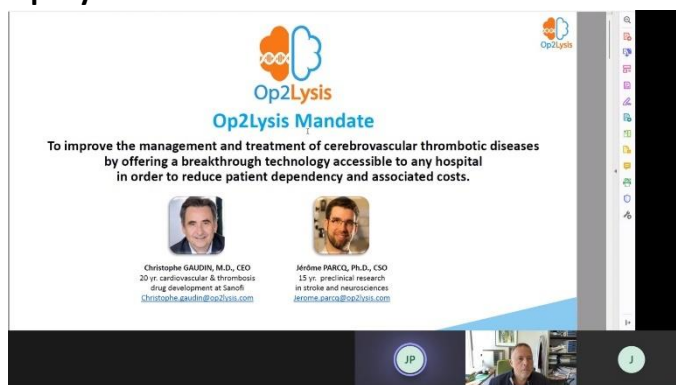 Op2Lysis
Op2Lysis
Op2Lysis Mandate
To improve the management and treatment of cerebrovascular thrombotic diseases
by offering a breakthrough technology accessible to any hospital
in order to reduce patient dependency and associated costs.
Christophe GAUDIN, M.D., CEO
20 yr. cardiovascular & thrombosis
drug development at Sanofi
Christophe.gaudin@op2lysis.com
Jérôme PARCQ, Ph.D., CSO
15 yr. preclinical research
in stroke and neurosciences
Jerome.parcq@op2lysis.com
JP
J